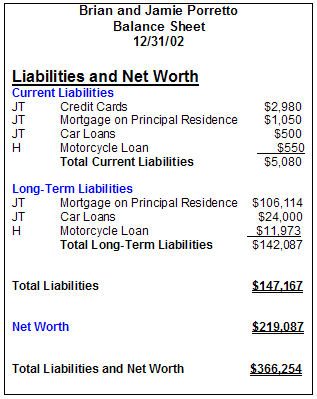 Brian and Jamie Porretto
Balance Sheet
12/31/02
Liabilities and Net Worth
Current Liabilities
JT Credit Cards $2,980
JT Mortgage on Principal Residence $1,050
JT Car Loans $500
H Motorcycle Loan $550
Total Current Liabilities $5,080
Long-Term Liabilities
JT Mortgage on Principal Residence $106,114
JT Car Loans $24,000
H Motorcycle Loan $11,973
Total Long-Term Liabilities $142,087
Total Liabilities $147,167
Net Worth $219,087
Total Liabilities and Net Worth $366,254